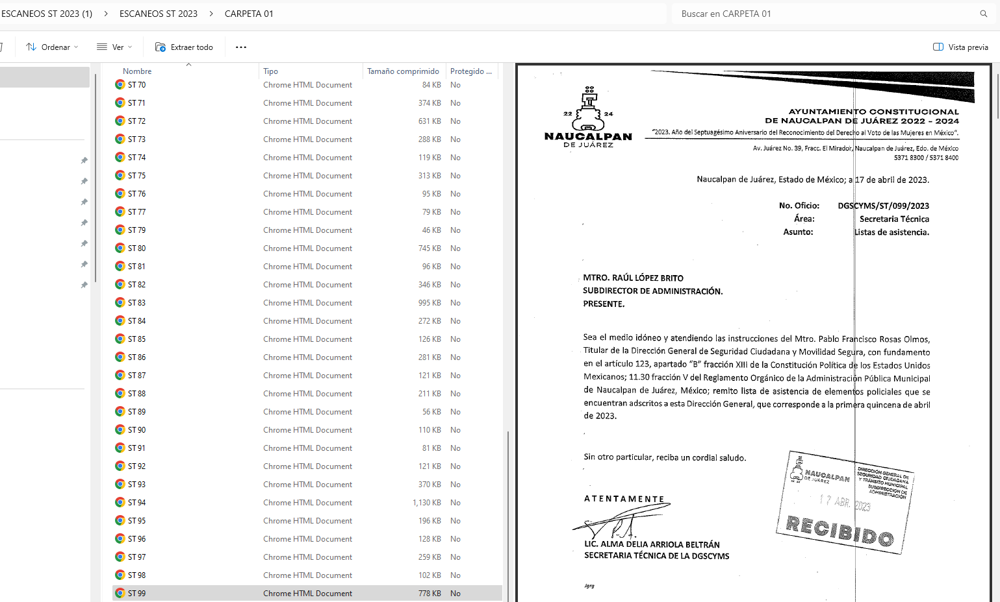 ESCANEOS ST 2023 (1) > ESCANEOS ST 2023 > CARPETA 01
Buscar en CARPETA 01
Ordenar
Ver
Extraer todo
Vista previa
Nombre Tipo Tamaño comprimido Protegido ...
ST 70 Chrome HTML Document 84 KB No
ST 71 Chrome HTML Document 374 KB No
ST 72 Chrome HTML Document 631 KB No
ST 73 Chrome HTML Document 288 KB No
ST 74 Chrome HTML Document 119 KB No
ST 75 Chrome HTML Document 313 KB No
ST 76 Chrome HTML Document 95 KB No
ST 77 Chrome HTML Document 79 KB No
ST 79 Chrome HTML Document 46 KB No
ST 80 Chrome HTML Document 745 KB No
ST 81 Chrome HTML Document 96 KB No
ST 82 Chrome HTML Document 346 KB No
ST 83 Chrome HTML Document 995 KB No
ST 84 Chrome HTML Document 272 KB No
ST 85 Chrome HTML Document 126 KB No
ST 86 Chrome HTML Document 281 KB No
ST 87 Chrome HTML Document 121 KB No
ST 88 Chrome HTML Document 211 KB No
ST 89 Chrome HTML Document 56 KB No
ST 90 Chrome HTML Document 110 KB No
ST 91 Chrome HTML Document 81 KB No
ST 92 Chrome HTML Document 121 KB No
ST 93 Chrome HTML Document 370 KB No
ST 94 Chrome HTML Document 1,130 KB No
ST 95 Chrome HTML Document 196 KB No
ST 96 Chrome HTML Document 128 KB No
ST 97 Chrome HTML Document 259 KB No
ST 98 Chrome HTML Document 102 KB No
ST 99 Chrome HTML Document 778 KB No
22 24
NAUCALPAN
DE JUÁREZ
AYUNTAMIENTO CONSTITUCIONAL
DE NAUCALPAN DE JUÁREZ 2022 - 2024
"2023. Año del Septuagésimo Aniversario del Reconocimiento del Derecho al Voto de las Mujeres en México".
Av. Juárez No. 39, Fracc. El Mirador, Naucalpan de Juárez, Edo. de México
5371 8300 / 5371 8400
Naucalpan de Juárez, Estado de México; a 17 de abril de 2023.
No. Oficio: DGSCYMS/ST/099/2023
Área: Secretaria Técnica
Asunto: Listas de asistencia.
MTRO. RAÚL LÓPEZ BRITO
SUBDIRECTOR DE ADMINISTRACIÓN.
PRESENTE.
Sea el medio idóneo y atendiendo las instrucciones del Mtro. Pablo Francisco Rosas Olmos,
Titular de la Dirección General de Seguridad Ciudadana y Movilidad Segura, con fundamento
en el artículo 123, apartado "B" fracción XIII de la Constitución Política de los Estados Unidos
Mexicanos; 11.30 fracción V del Reglamento Orgánico de la Administración Pública Municipal
de Naucalpan de Juárez, México; remito lista de asistencia de elementos policiales que se
encuentran adscritos a esta Dirección General, que corresponde a la primera quincena de abril
de 2023.
Sin otro particular, reciba un cordial saludo.
ATENTAMENTE
LIC. ALMA DELIA ARRIOLA BELTRÁN
SECRETARIA TÉCNICA DE LA DGSCYMS
Jgrg
NAUCALPAN
DE JUÁREZ
22 24
DIRECCIÓN GENERAL DE
SEGURIDAD CIUDADANA
Y TRÁNSITO MUNICIPAL
SUBDIRECCIÓN DE
ADMINISTRACIÓN
17 ABR. 2023
RECIBIDO